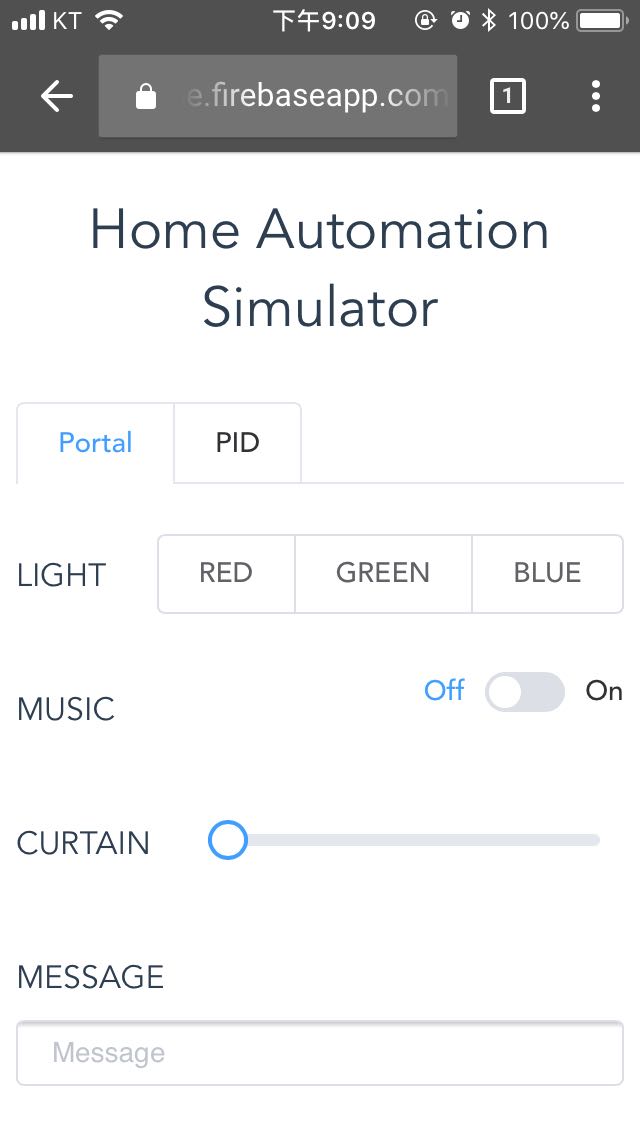 KT 下午9:09 100%
e.firebaseapp.com 1
Home Automation
Simulator
Portal PID
LIGHT RED GREEN BLUE
MUSIC Off On
CURTAIN
MESSAGE
Message